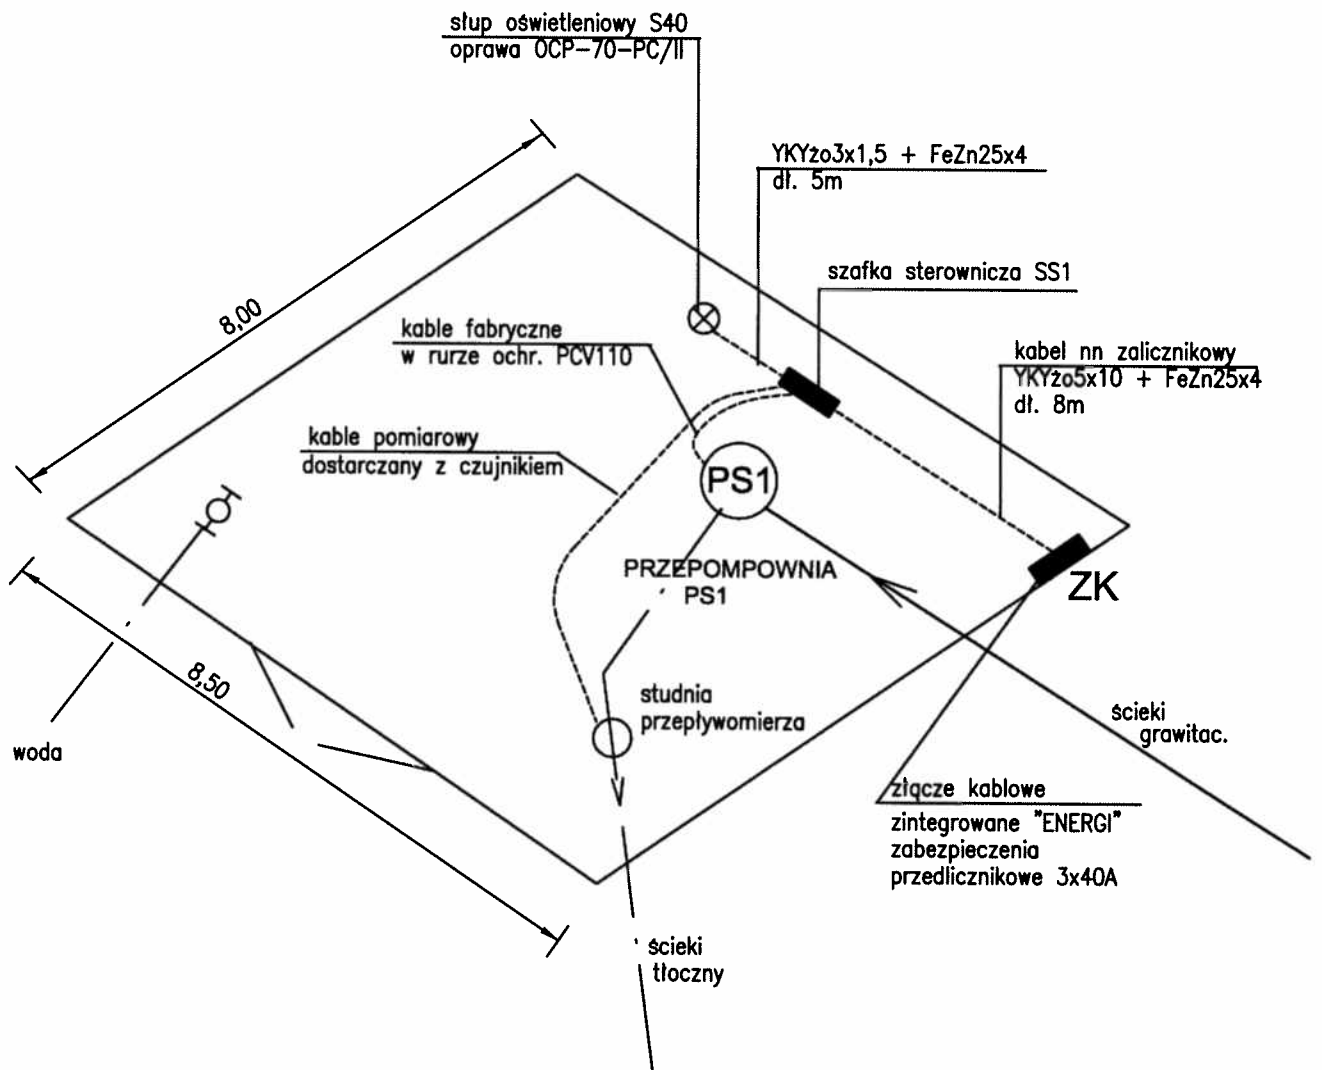 słup oświetleniowy S40
oprawa OCP-70-PC/II
YKYżo3x1,5 + FeZn25x4
dł. 5m
szafka sterownicza SS1
8,00
kable fabryczne
w rurze ochr. PCV110
kabel nn zalicznikowy
YKYżo5x10 + FeZn25x4
dł. 8m
kable pomiarowy
dostarczany z czujnikiem
PS1
PRZEPOMPOWNIA
PS1
ZK
8,50
studnia
przepływomierza
woda
ścieki
grawitac.
złącze kablowe
zintegrowane "ENERGI"
zabezpieczenia
przedlicznikowe 3x40A
ścieki
tłoczny